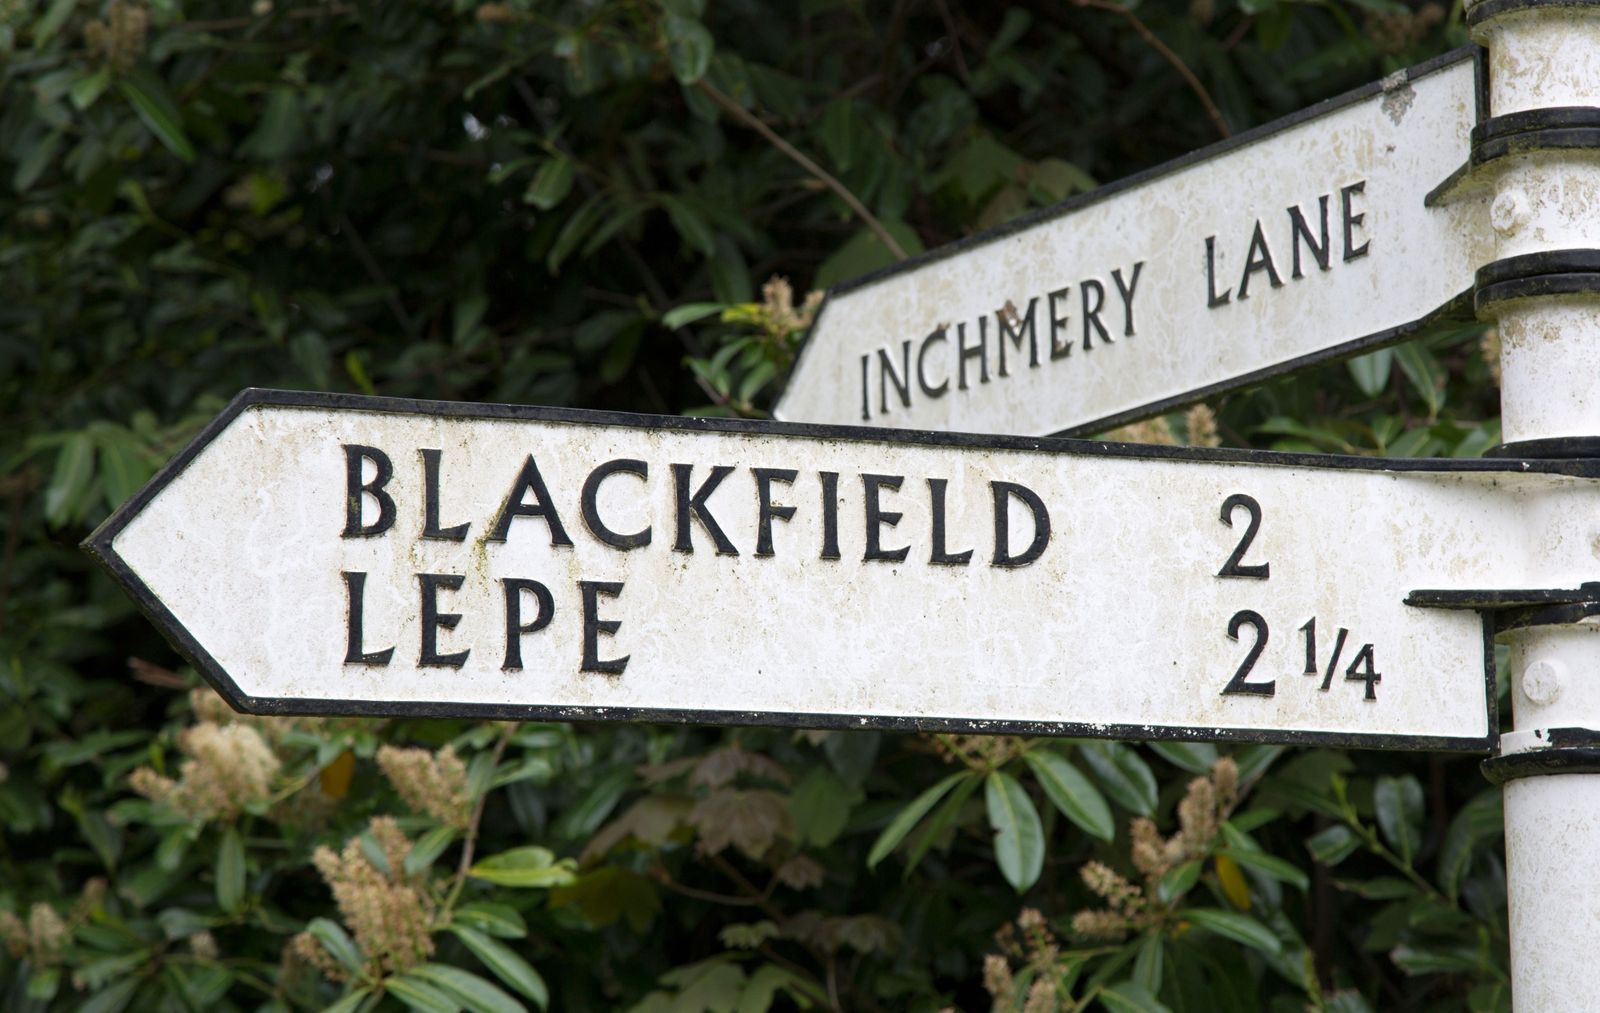 INCHMERY LANE
BLACKFIELD 2
LEPE 2 1/4